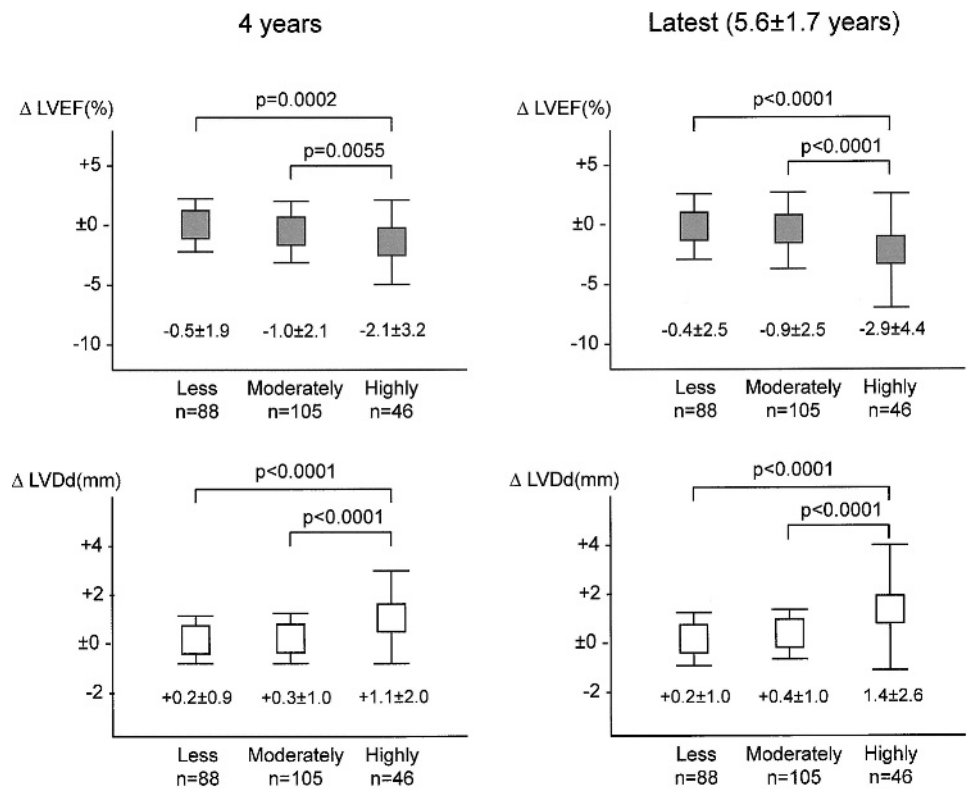 4 years
Δ LVEF(%)
p=0.0002
p=0.0055
+5
±0
-5
-10
-0.5±1.9 -1.0±2.1 -2.1±3.2
Less Moderately Highly
n=88 n=105 n=46
Latest (5.6±1.7 years)
Δ LVEF(%)
p<0.0001
p<0.0001
+5
±0
-5
-10
-0.4±2.5 -0.9±2.5 -2.9±4.4
Less Moderately Highly
n=88 n=105 n=46
Δ LVDd(mm)
p<0.0001
p<0.0001
+4
+2
±0
-2
+0.2±0.9 +0.3±1.0 +1.1±2.0
Less Moderately Highly
n=88 n=105 n=46
Δ LVDd(mm)
p<0.0001
p<0.0001
+4
+2
±0
-2
+0.2±1.0 +0.4±1.0 1.4±2.6
Less Moderately Highly
n=88 n=105 n=46